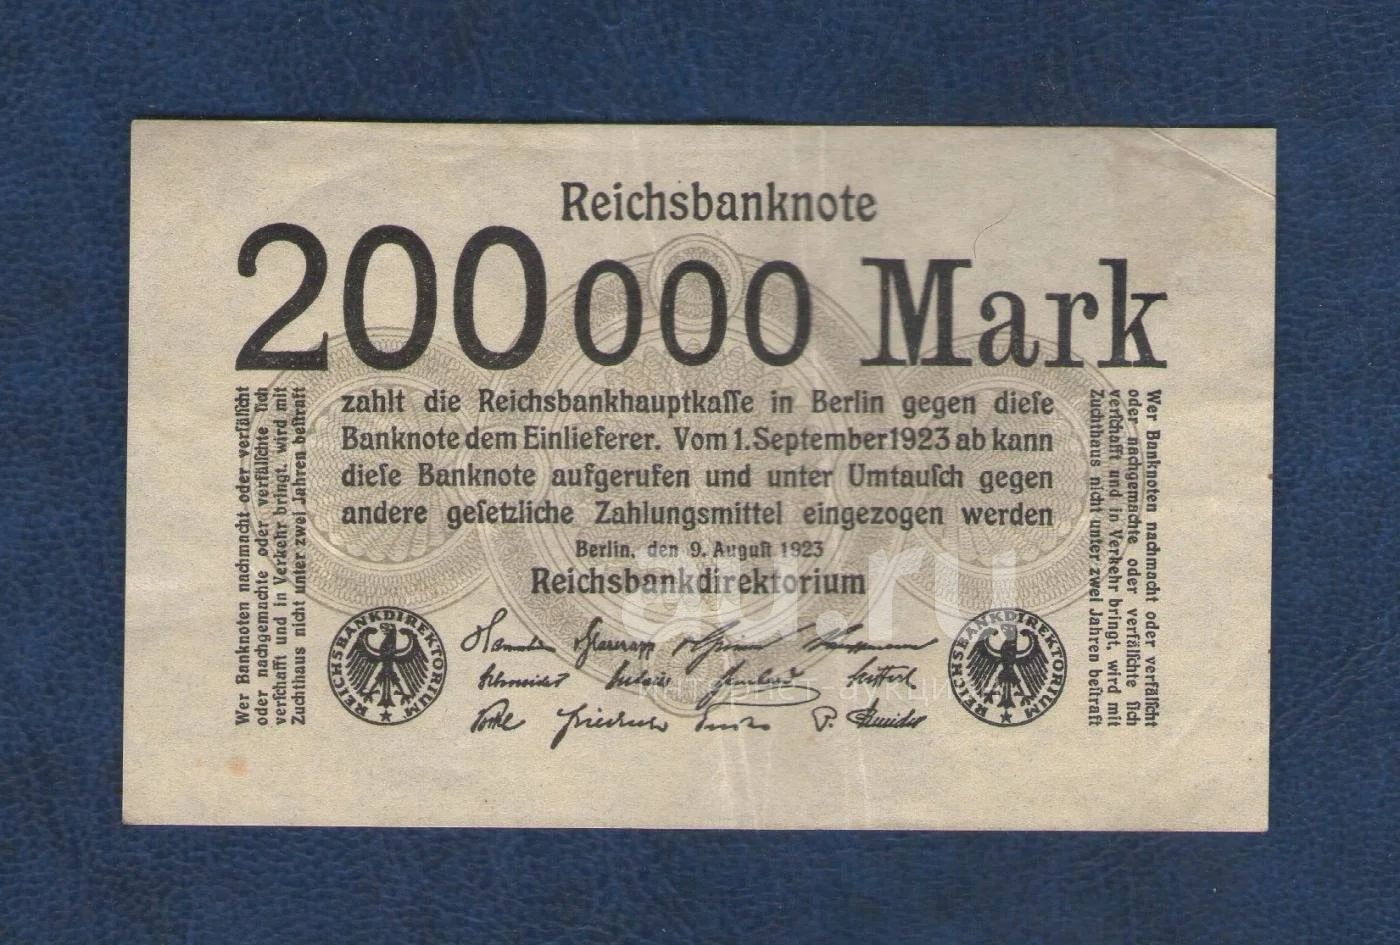 Reichsbanknote
200000 Mark
zahlt die Reichsbankhauptkaſſe in Berlin gegen dieſe
Banknote dem Einlieferer. Vom 1. September 1923 ab kann
dieſe Banknote aufgerufen und unter Umtauſch gegen
andere geſetzliche Zahlungsmittel eingezogen werden
Berlin, den 9. Auguſt 1923
Reichsbankdirektorium
Wer Banknoten nachmacht oder verfälſcht
oder nachgemachte oder verfälſchte ſich
verſchafft und in Verkehr bringt, wird mit
Zuchthaus nicht unter zwei Jahren beſtraft
Wer Banknoten nachmacht oder verfälſcht
oder nachgemachte oder verfälſchte ſich
verſchafft und in Verkehr bringt, wird mit
Zuchthaus nicht unter zwei Jahren beſtraft
REICHSBANKDIREKTORIUM
REICHSBANKDIREKTORIUM
au.ru
интернет-аукцион